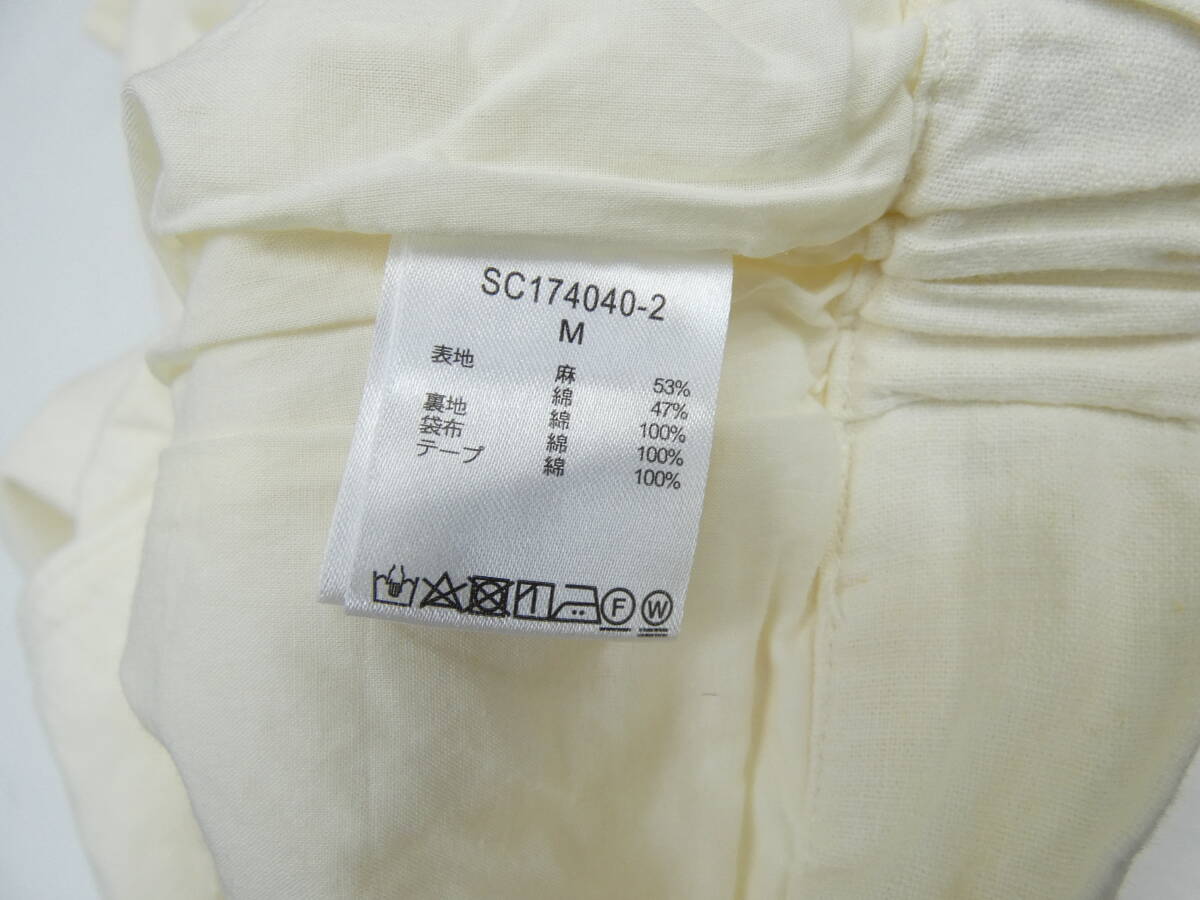 SC174040-2
M
表地 麻 53%
綿 47%
裏地 綿 100%
袋布 綿 100%
テープ 綿 100%
F W